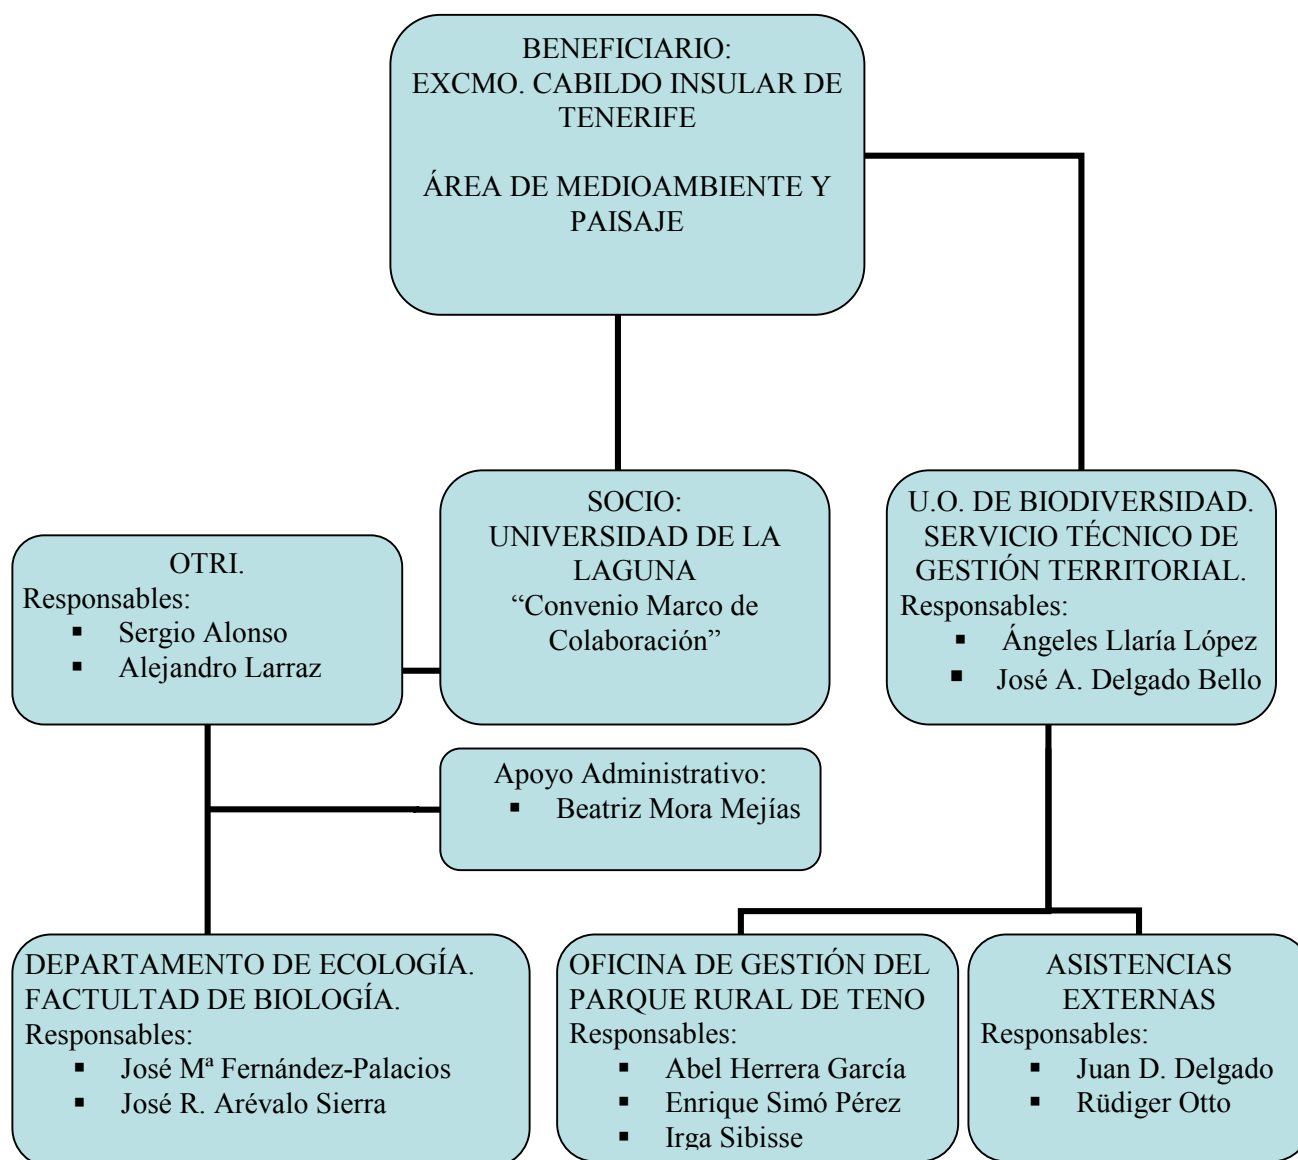 BENEFICIARIO:
EXCMO. CABILDO INSULAR DE
TENERIFE
ÁREA DE MEDIOAMBIENTE Y
PAISAJE
SOCIO:
UNIVERSIDAD DE LA
LAGUNA
“Convenio Marco de
Colaboración”
U.O. DE BIODIVERSIDAD.
SERVICIO TÉCNICO DE
GESTIÓN TERRITORIAL.
Responsables:
▪ Ángeles Llaría López
▪ José A. Delgado Bello
OTRI.
Responsables:
▪ Sergio Alonso
▪ Alejandro Larraz
Apoyo Administrativo:
▪ Beatriz Mora Mejías
DEPARTAMENTO DE ECOLOGÍA.
FACTULTAD DE BIOLOGÍA.
Responsables:
▪ José Mª Fernández-Palacios
▪ José R. Arévalo Sierra
OFICINA DE GESTIÓN DEL
PARQUE RURAL DE TENO
Responsables:
▪ Abel Herrera García
▪ Enrique Simó Pérez
▪ Irga Sibisse
ASISTENCIAS
EXTERNAS
Responsables:
▪ Juan D. Delgado
▪ Rüdiger Otto